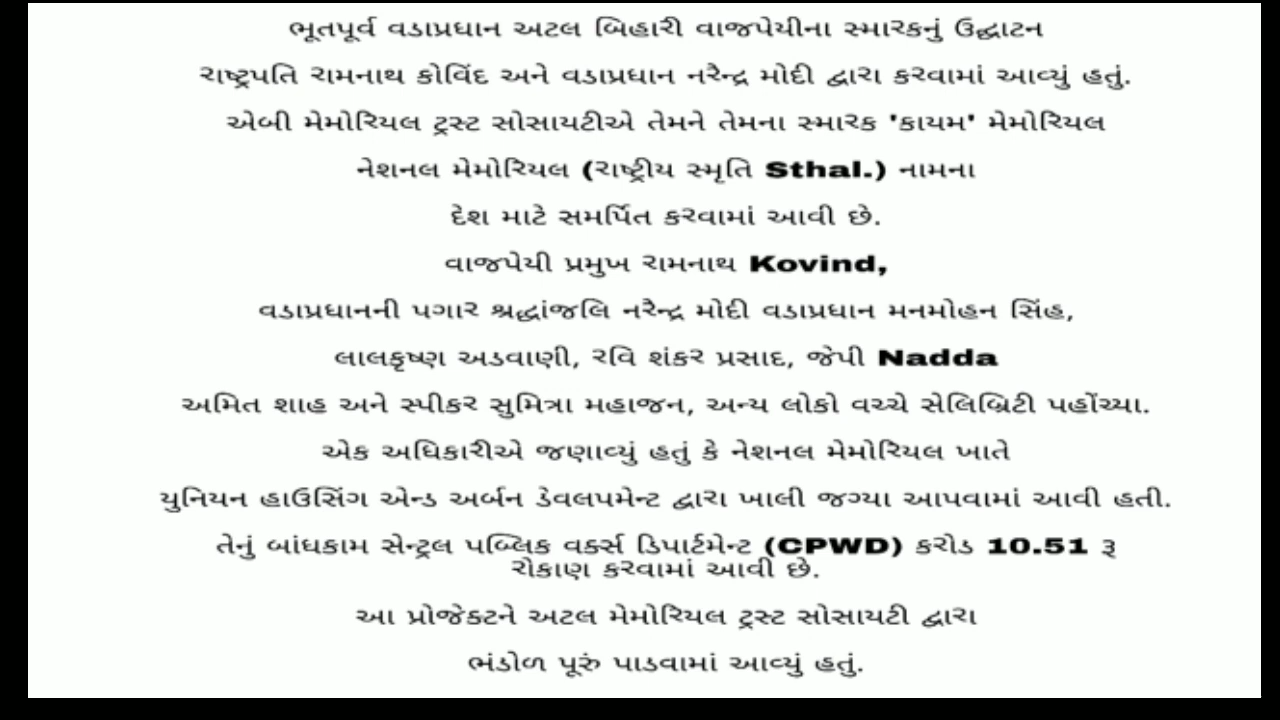 ભૂતપૂર્વ વડાપ્રધાન અટલ બિહારી વાજપેયીના સ્મારકનું ઉદ્ઘાટન
રાષ્ટ્રપતિ રામનાથ કોવિંદ અને વડાપ્રધાન નરેન્દ્ર મોદી દ્વારા કરવામાં આવ્યું હતું.
એબી મેમોરિયલ ટ્રસ્ટ સોસાયટીએ તેમને તેમના સ્મારક 'કાયમ' મેમોરિયલ
નેશનલ મેમોરિયલ (રાષ્ટ્રીય સ્મૃતિ Sthal.) નામના
દેશ માટે સમર્પિત કરવામાં આવી છે.
વાજપેયી પ્રમુખ રામનાથ Kovind,
વડાપ્રધાનની પગાર શ્રદ્ધાંજલિ નરેન્દ્ર મોદી વડાપ્રધાન મનમોહન સિંહ,
લાલકૃષ્ણ અડવાણી, રવિ શંકર પ્રસાદ, જેપી Nadda
અમિત શાહ અને સ્પીકર સુમિત્રા મહાજન, અન્ય લોકો વચ્ચે સેલિબ્રિટી પહોંચ્યા.
એક અધિકારીએ જણાવ્યું હતું કે નેશનલ મેમોરિયલ ખાતે
યુનિયન હાઉસિંગ એન્ડ અર્બન ડેવલપમેન્ટ દ્વારા ખાલી જગ્યા આપવામાં આવી હતી.
તેનું બાંધકામ સેન્ટ્રલ પબ્લિક વર્ક્સ ડિપાર્ટમેન્ટ (CPWD) કરોડ 10.51 રૂ
રોકાણ કરવામાં આવી છે.
આ પ્રોજેક્ટને અટલ મેમોરિયલ ટ્રસ્ટ સોસાયટી દ્વારા
ભંડોળ પૂરું પાડવામાં આવ્યું હતું.